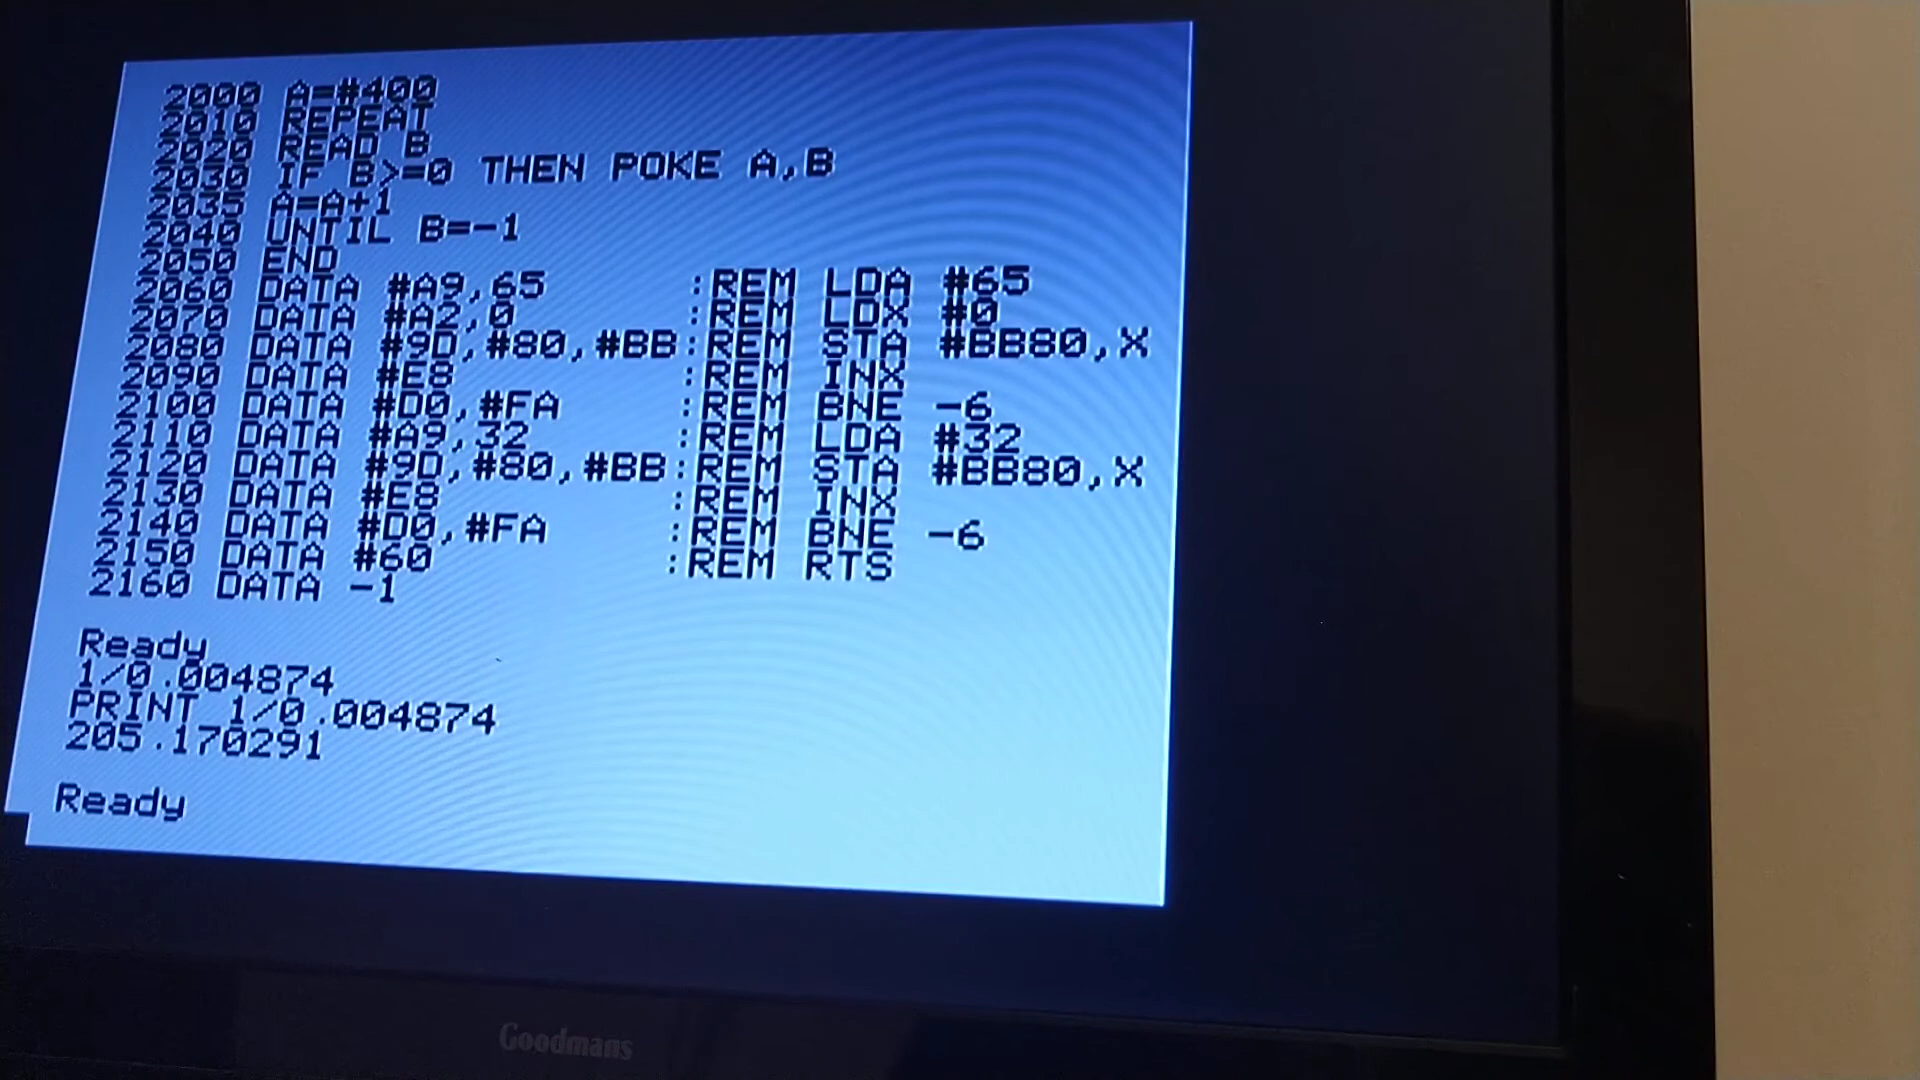 2000 A=#400
2010 REPEAT
2020 READ B
2030 IF B>=0 THEN POKE A,B
2035 A=A+1
2040 UNTIL B=-1
2050 END
2060 DATA #A9,65 :REM LDA #65
2070 DATA #A2,0 :REM LDX #0
2080 DATA #9D,#80,#BB:REM STA #BB80,X
2090 DATA #E8 :REM INX
2100 DATA #D0,#FA :REM BNE -6
2110 DATA #A9,32 :REM LDA #32
2120 DATA #9D,#80,#BB:REM STA #BB80,X
2130 DATA #E8 :REM INX
2140 DATA #D0,#FA :REM BNE -6
2150 DATA #60 :REM RTS
2160 DATA -1
Ready
1/0.004874
PRINT 1/0.004874
205.170291
Ready
Goodmans